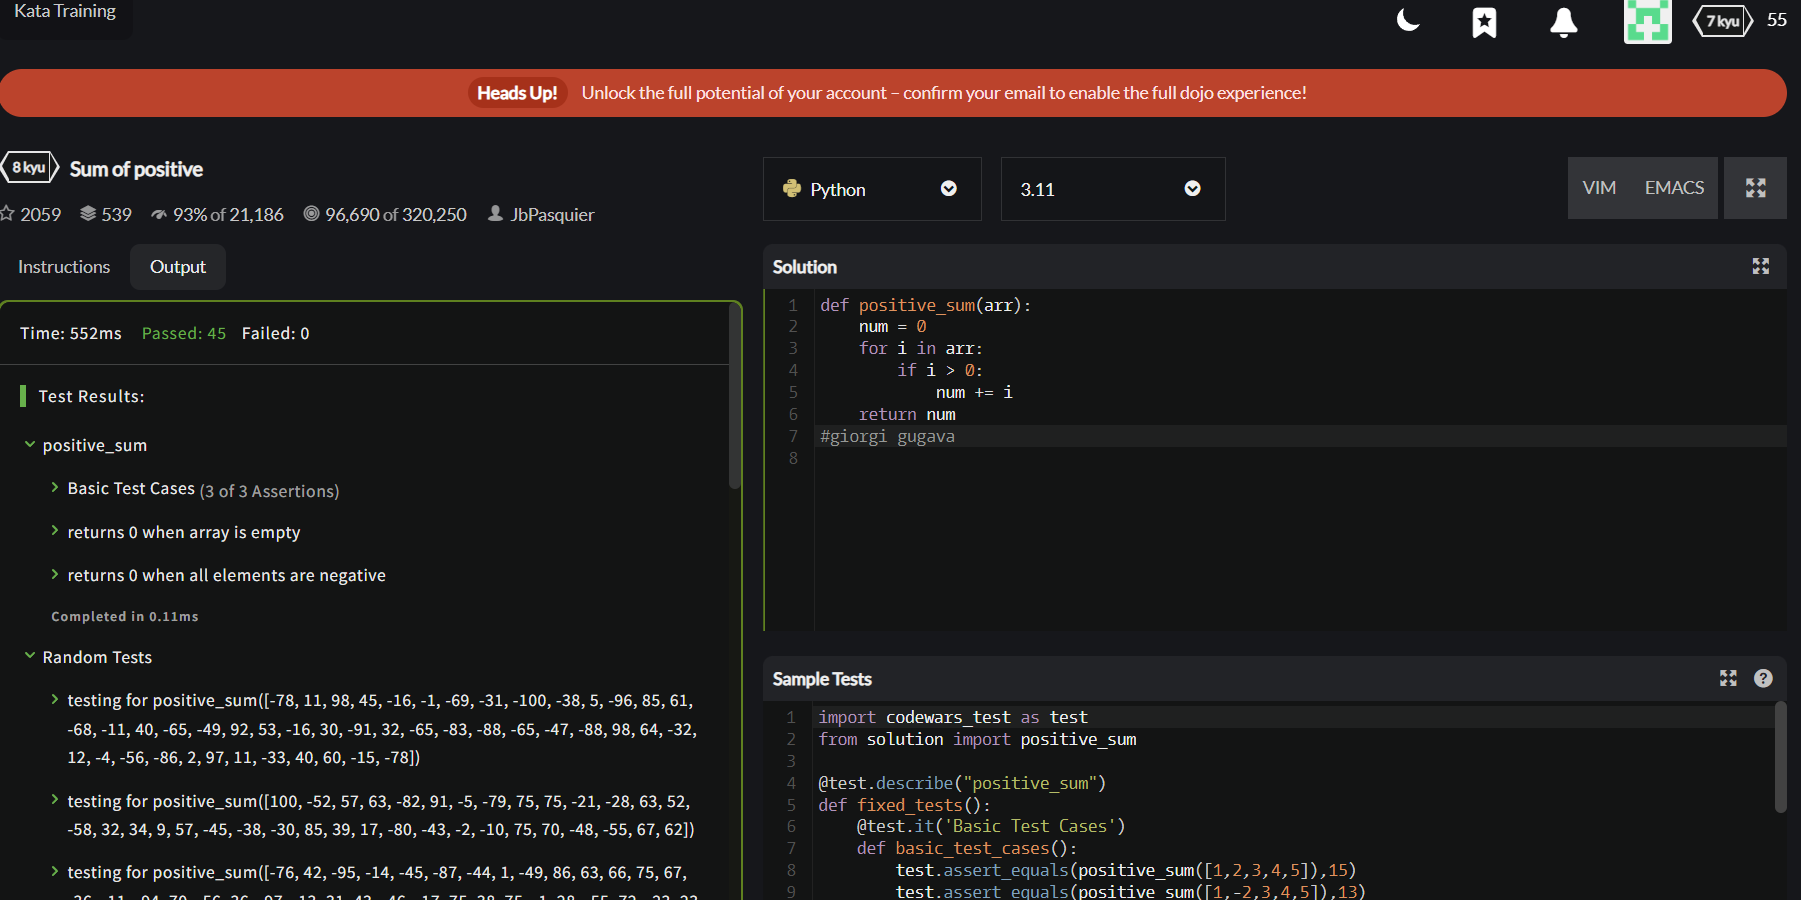 Kata Training
7 kyu 55
Heads Up! Unlock the full potential of your account – confirm your email to enable the full dojo experience!
8 kyu Sum of positive
2059 539 93% of 21,186 96,690 of 320,250 JbPasquier
Python 3.11 VIM EMACS
Instructions Output
Time: 552ms Passed: 45 Failed: 0
Test Results:
positive_sum
Basic Test Cases (3 of 3 Assertions)
returns 0 when array is empty
returns 0 when all elements are negative
Completed in 0.11ms
Random Tests
testing for positive_sum([-78, 11, 98, 45, -16, -1, -69, -31, -100, -38, 5, -96, 85, 61,
-68, -11, 40, -65, -49, 92, 53, -16, 30, -91, 32, -65, -83, -88, -65, -47, -88, 98, 64, -32,
12, -4, -56, -86, 2, 97, 11, -33, 40, 60, -15, -78])
testing for positive_sum([100, -52, 57, 63, -82, 91, -5, -79, 75, 75, -21, -28, 63, 52,
-58, 32, 34, 9, 57, -45, -38, -30, 85, 39, 17, -80, -43, -2, -10, 75, 70, -48, -55, 67, 62])
testing for positive_sum([-76, 42, -95, -14, -45, -87, -44, 1, -49, 86, 63, 66, 75, 67,
Solution
1 def positive_sum(arr):
2     num = 0
3     for i in arr:
4         if i > 0:
5             num += i
6     return num
7 #giorgi gugava
8
Sample Tests
1 import codewars_test as test
2 from solution import positive_sum
3
4 @test.describe("positive_sum")
5 def fixed_tests():
6     @test.it('Basic Test Cases')
7     def basic_test_cases():
8         test.assert_equals(positive_sum([1,2,3,4,5]),15)
9         test.assert_equals(positive_sum([1,-2,3,4,5]),13)